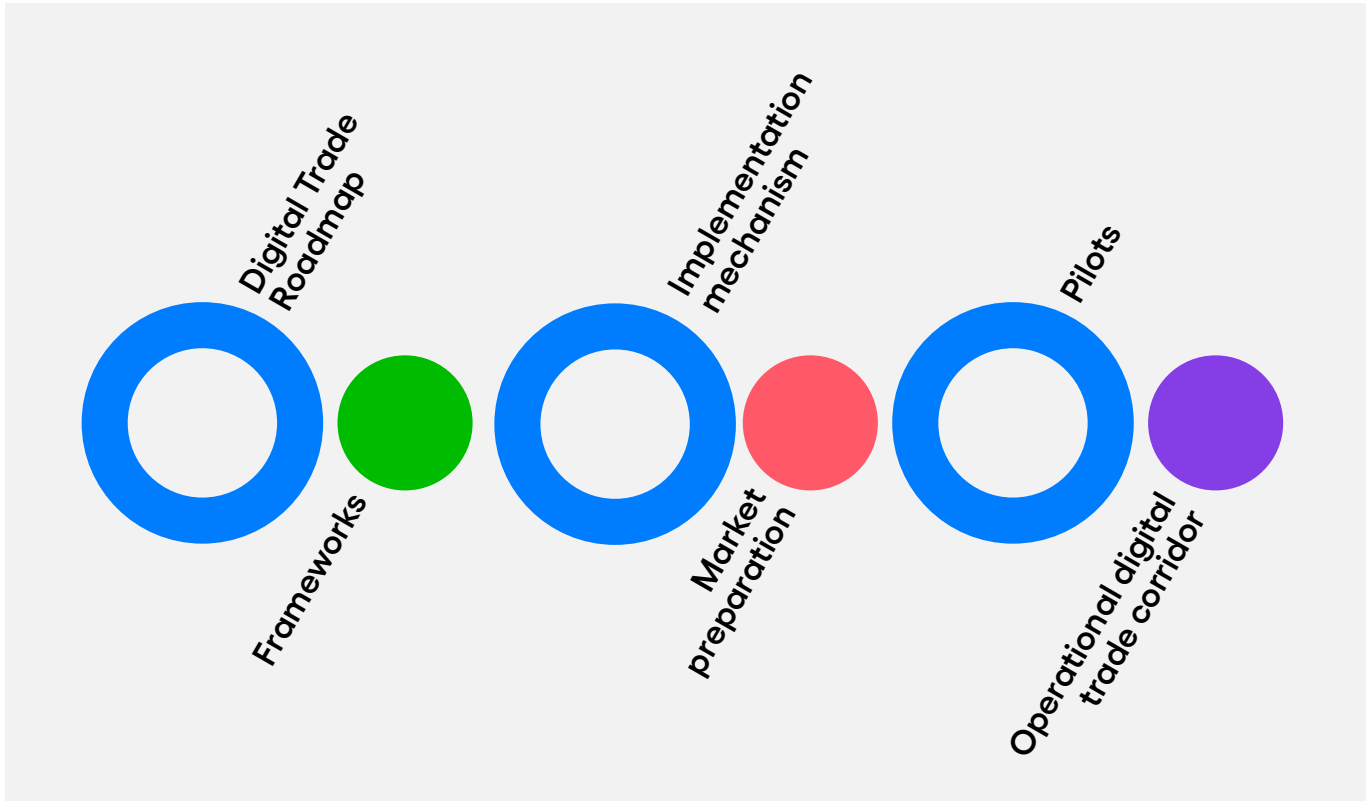 Digital Trade
Roadmap
Frameworks
Implementation
mechanism
Market
preparation
Pilots
Operational digital
trade corridor